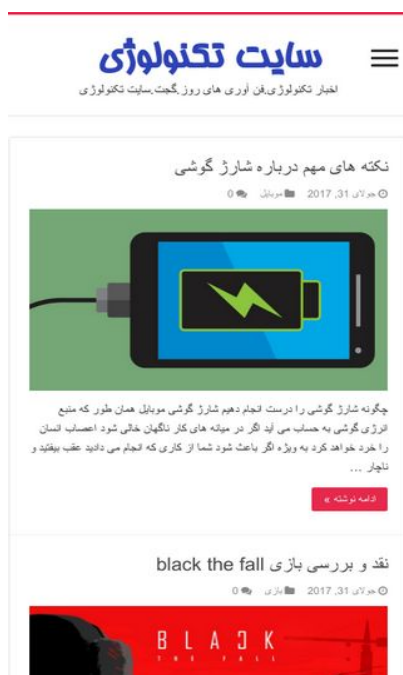 سایت تکنولوژی
اخبار تکنولوژی,فن آوری های روز,گجت,سایت تکنولوژی
نکته های مهم درباره شارژ گوشی
جولای 31, 2017 موبایل 0
چگونه شارژ گوشی را درست انجام دهیم شارژ گوشی موبایل همان طور که منبع
انرژی گوشی به حساب می آید اگر در میانه های کار ناگهان خالی شود اعصاب انسان
را خرد خواهد کرد به ویژه اگر باعث شود شما از کاری که انجام می دادید عقب بیفتید و
ناچار ...
ادامه نوشته »
نقد و بررسی بازی black the fall
جولای 31, 2017 بازی 0
BLACK
THE FALL